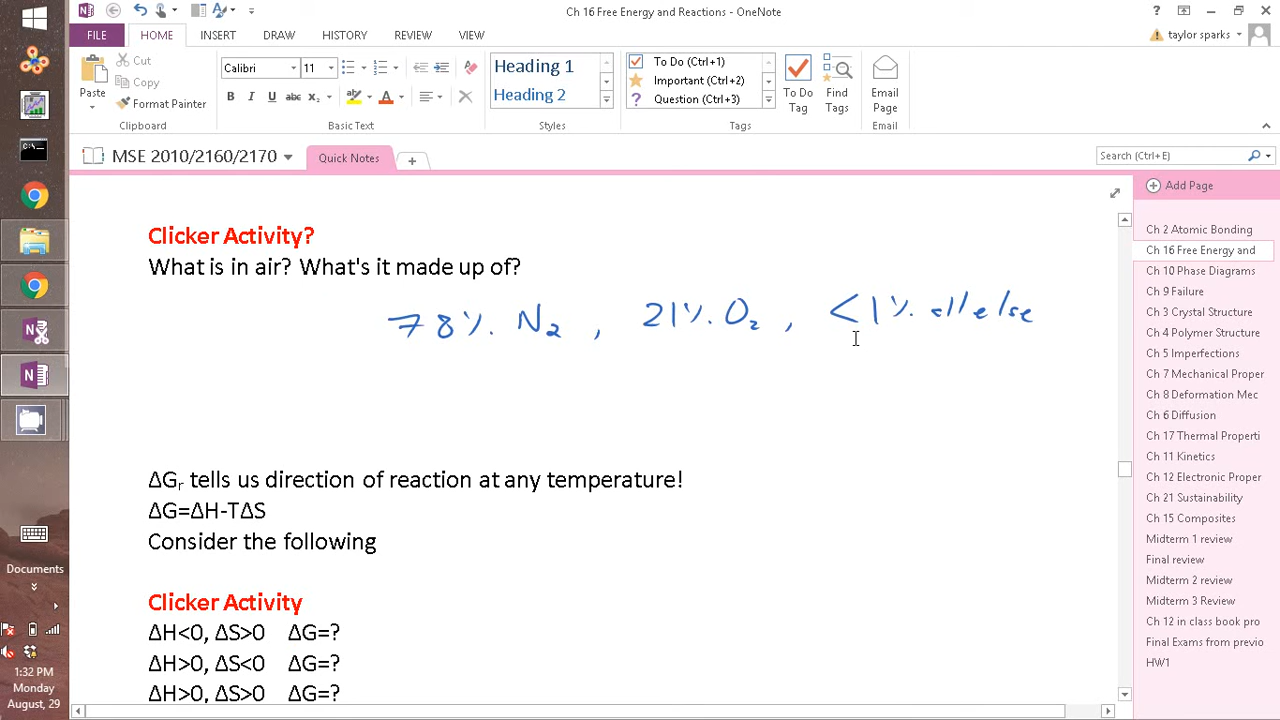 Ch 16 Free Energy and Reactions - OneNote
FILE HOME INSERT DRAW HISTORY REVIEW VIEW
taylor sparks
Paste
Cut
Copy
Format Painter
Clipboard
Calibri 11
B I U abc x₂
A
Basic Text
Heading 1
Heading 2
Styles
To Do (Ctrl+1)
Important (Ctrl+2)
Question (Ctrl+3)
Tags
To Do Tag
Find Tags
Email Page
Email
MSE 2010/2160/2170
Quick Notes
Search (Ctrl+E)
Clicker Activity?
What is in air? What's it made up of?
78%. N₂ , 21%. O₂ , <1%. all else
ΔGᵣ tells us direction of reaction at any temperature!
ΔG=ΔH-TΔS
Consider the following
Clicker Activity
ΔH<0, ΔS>0 ΔG=?
ΔH>0, ΔS<0 ΔG=?
ΔH>0, ΔS>0 ΔG=?
Add Page
Ch 2 Atomic Bonding
Ch 16 Free Energy and
Ch 10 Phase Diagrams
Ch 9 Failure
Ch 3 Crystal Structure
Ch 4 Polymer Structure
Ch 5 Imperfections
Ch 7 Mechanical Proper
Ch 8 Deformation Mec
Ch 6 Diffusion
Ch 17 Thermal Properti
Ch 11 Kinetics
Ch 12 Electronic Proper
Ch 21 Sustainability
Ch 15 Composites
Midterm 1 review
Final review
Midterm 2 review
Midterm 3 Review
Ch 12 in class book pro
Final Exams from previo
HW1
Documents
1:32 PM
Monday
August, 29